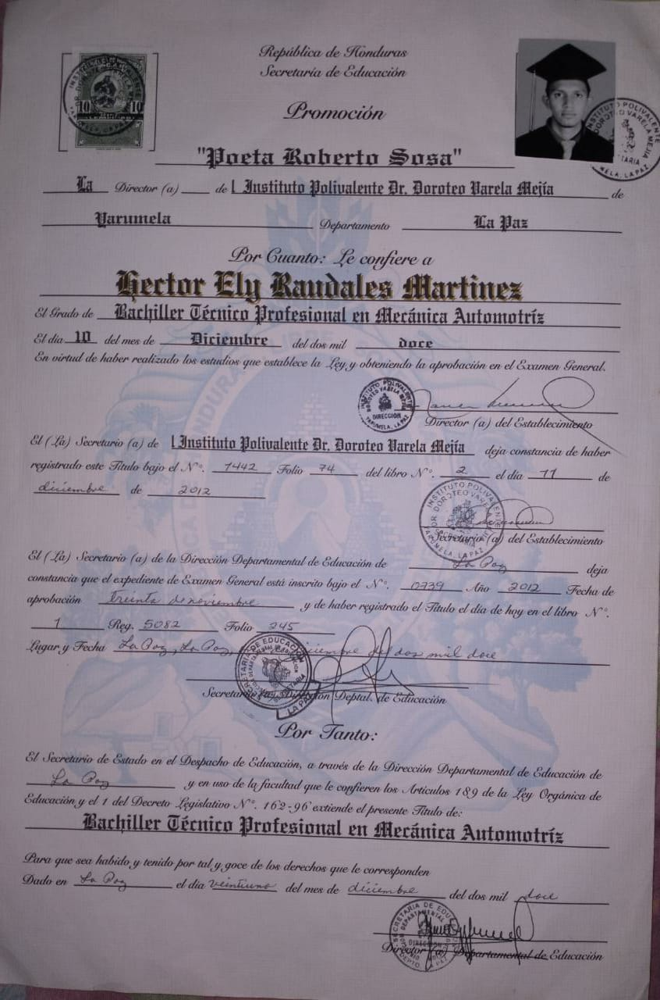 República de Honduras
Secretaría de Educación
Promoción
"Poeta Roberto Sosa"
La Director (a) de l Instituto Polivalente Dr. Doroteo Varela Mejía de
Yarumela Departamento La Paz
Por Cuanto: Le confiere a
Hector Ely Raudales Martinez
El Grado de Bachiller Técnico Profesional en Mecánica Automotríz
El día 10 del mes de Diciembre del dos mil doce
En virtud de haber realizado los estudios que establece la Ley y obteniendo la aprobación en el Examen General.
Director (a) del Establecimiento
El (La) Secretario (a) de l Instituto Polivalente Dr. Doroteo Varela Mejía deja constancia de haber
registrado este Título bajo el Nº. 1442 Folio 74 del libro Nº. 2 el día 11 de
diciembre de 2012
Secretario (a) del Establecimiento
El (La) Secretario (a) de la Dirección Departamental de Educación de La Paz deja
constancia que el expediente de Examen General está inscrito bajo el Nº. 0739 Año 2012 Fecha de
aprobación treinta de noviembre y de haber registrado el Título el día de hoy en el libro Nº.
1 Reg. 5082 Folio 245
Lugar y Fecha La Paz, La Paz, diciembre del dos mil doce
Secretario Dirección Deptal. de Educación
Por Tanto:
El Secretario de Estado en el Despacho de Educación, a través de la Dirección Departamental de Educación de
La Paz y en uso de la facultad que le confieren los Artículos 189 de la Ley Orgánica de
Educación y el 1 del Decreto Legislativo Nº. 162-96 extiende el presente Título de:
Bachiller Técnico Profesional en Mecánica Automotríz
Para que sea habido y tenido por tal y goce de los derechos que le corresponden
Dado en La Paz el día veintiuno del mes de diciembre del dos mil doce
Director (a) Departamental de Educación